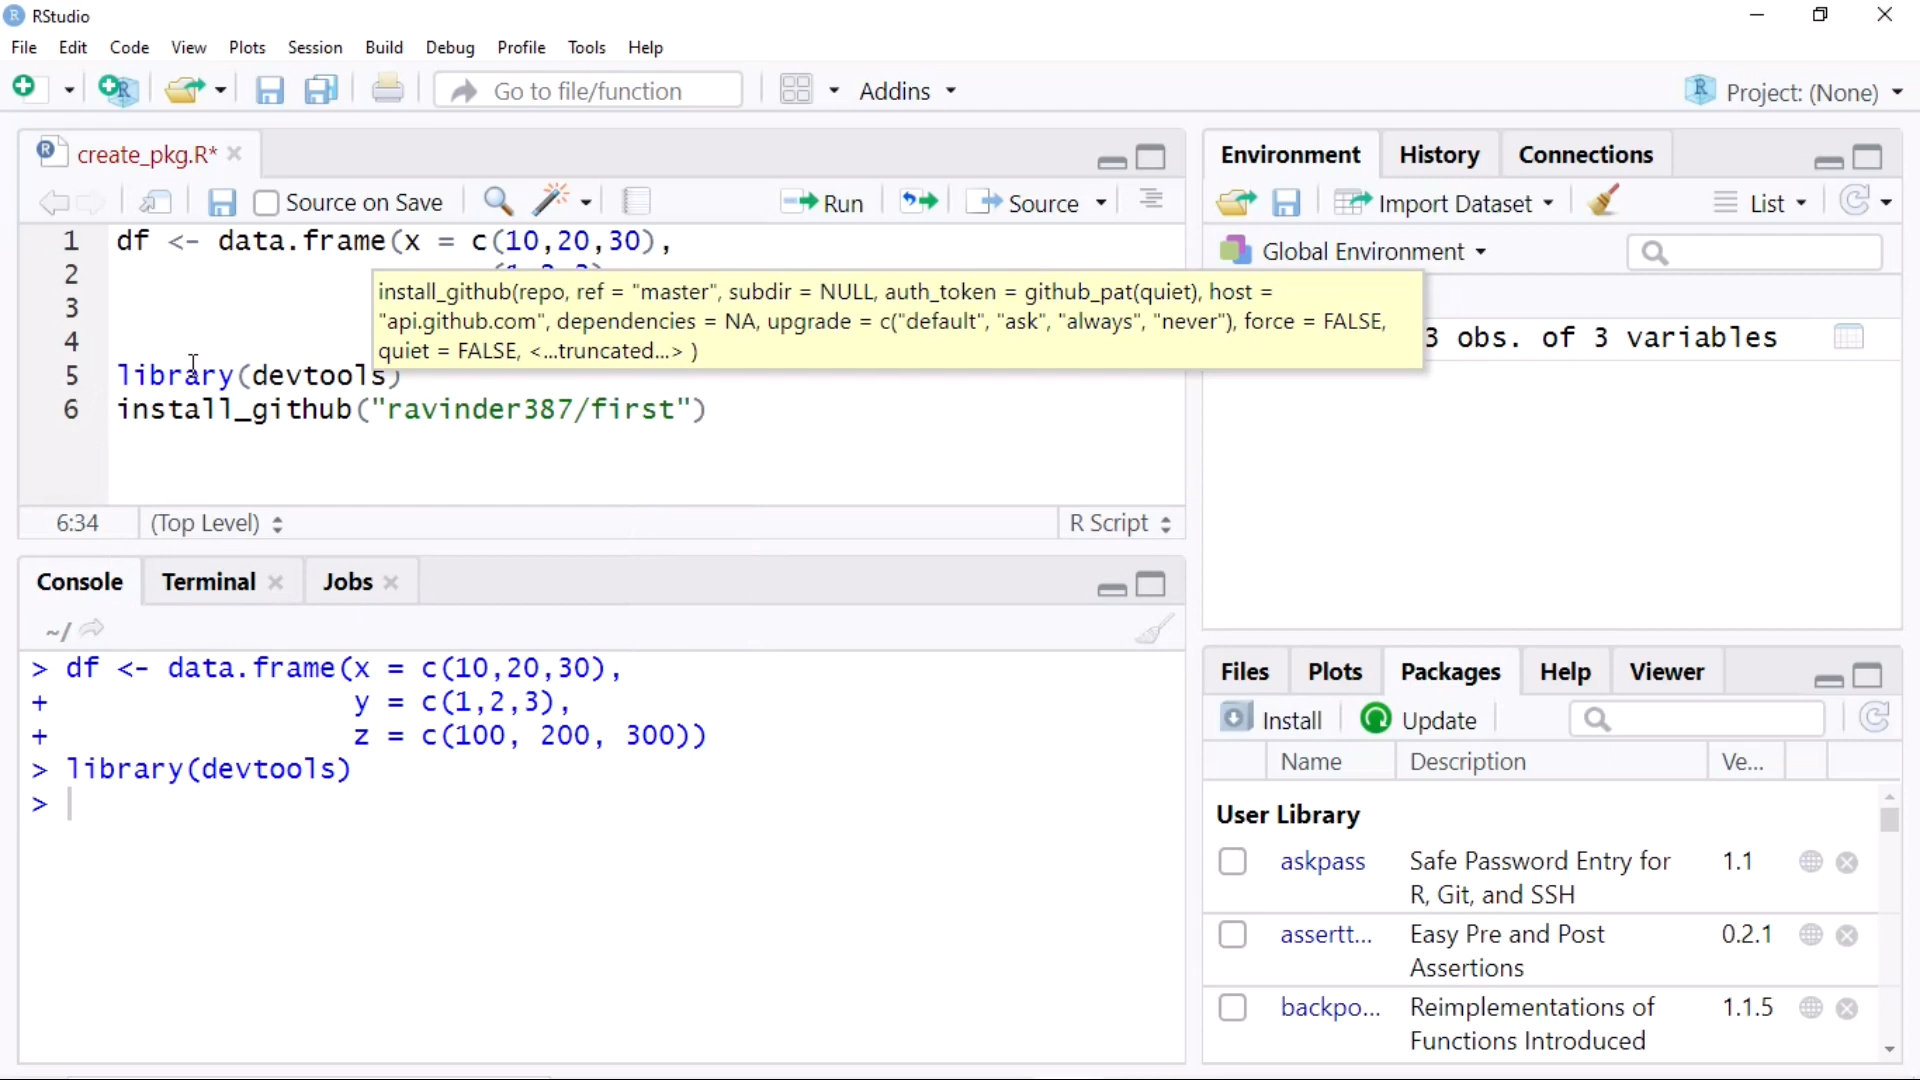 RStudio
File Edit Code View Plots Session Build Debug Profile Tools Help
Go to file/function Addins Project: (None)
create_pkg.R*
Source on Save Run Source
1 df <- data.frame(x = c(10,20,30),
2
3
4
5 library(devtools)
6 install_github("ravinder387/first")
install_github(repo, ref = "master", subdir = NULL, auth_token = github_pat(quiet), host =
"api.github.com", dependencies = NA, upgrade = c("default", "ask", "always", "never"), force = FALSE,
quiet = FALSE, <...truncated...> )
6:34 (Top Level) R Script
Console Terminal Jobs
~/
> df <- data.frame(x = c(10,20,30),
+ y = c(1,2,3),
+ z = c(100, 200, 300))
> library(devtools)
>
Environment History Connections
Import Dataset List
Global Environment
3 obs. of 3 variables
Files Plots Packages Help Viewer
Install Update
Name Description Ve...
User Library
askpass Safe Password Entry for 1.1
R, Git, and SSH
assertt... Easy Pre and Post 0.2.1
Assertions
backpo... Reimplementations of 1.1.5
Functions Introduced